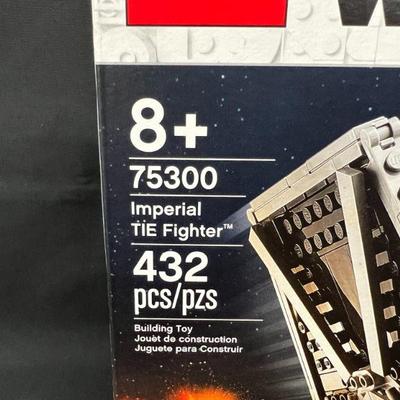 8+
75300
Imperial
TIE Fighter™
432
pcs/pzs
Building Toy
Jouet de construction
Juguete para Construir